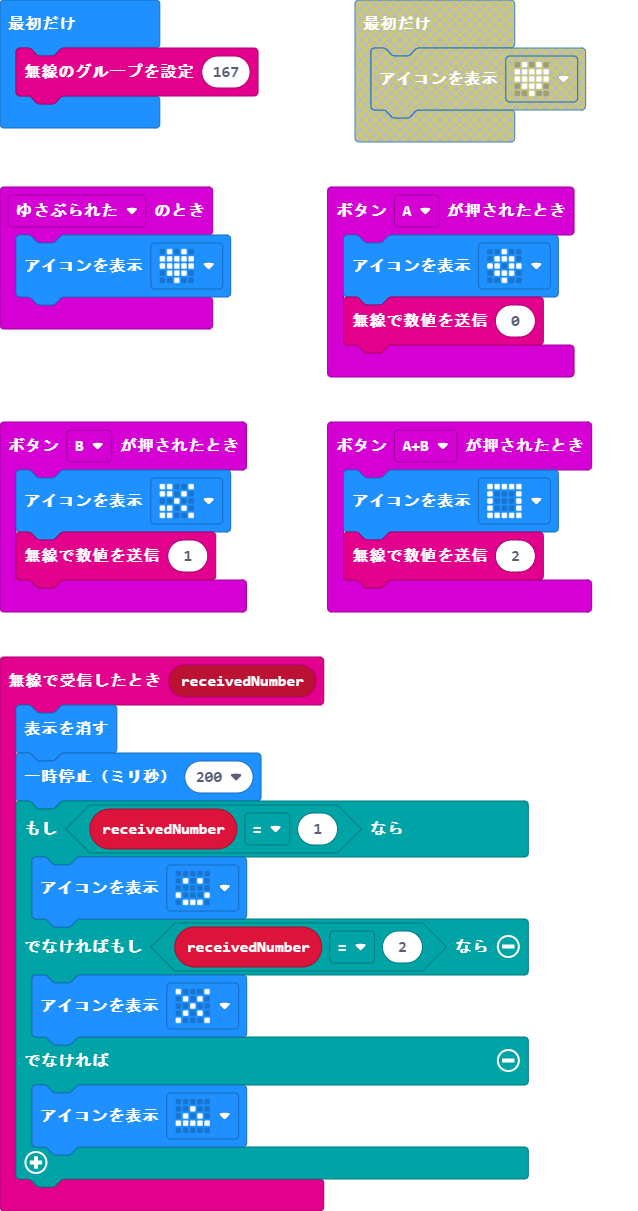 最初だけ
無線のグループを設定 167
最初だけ
アイコンを表示
ゆさぶられた のとき
アイコンを表示
ボタン A が押されたとき
アイコンを表示
無線で数値を送信 0
ボタン B が押されたとき
アイコンを表示
無線で数値を送信 1
ボタン A+B が押されたとき
アイコンを表示
無線で数値を送信 2
無線で受信したとき receivedNumber
表示を消す
一時停止（ミリ秒） 200
もし receivedNumber = 1 なら
アイコンを表示
でなければもし receivedNumber = 2 なら
アイコンを表示
でなければ
アイコンを表示